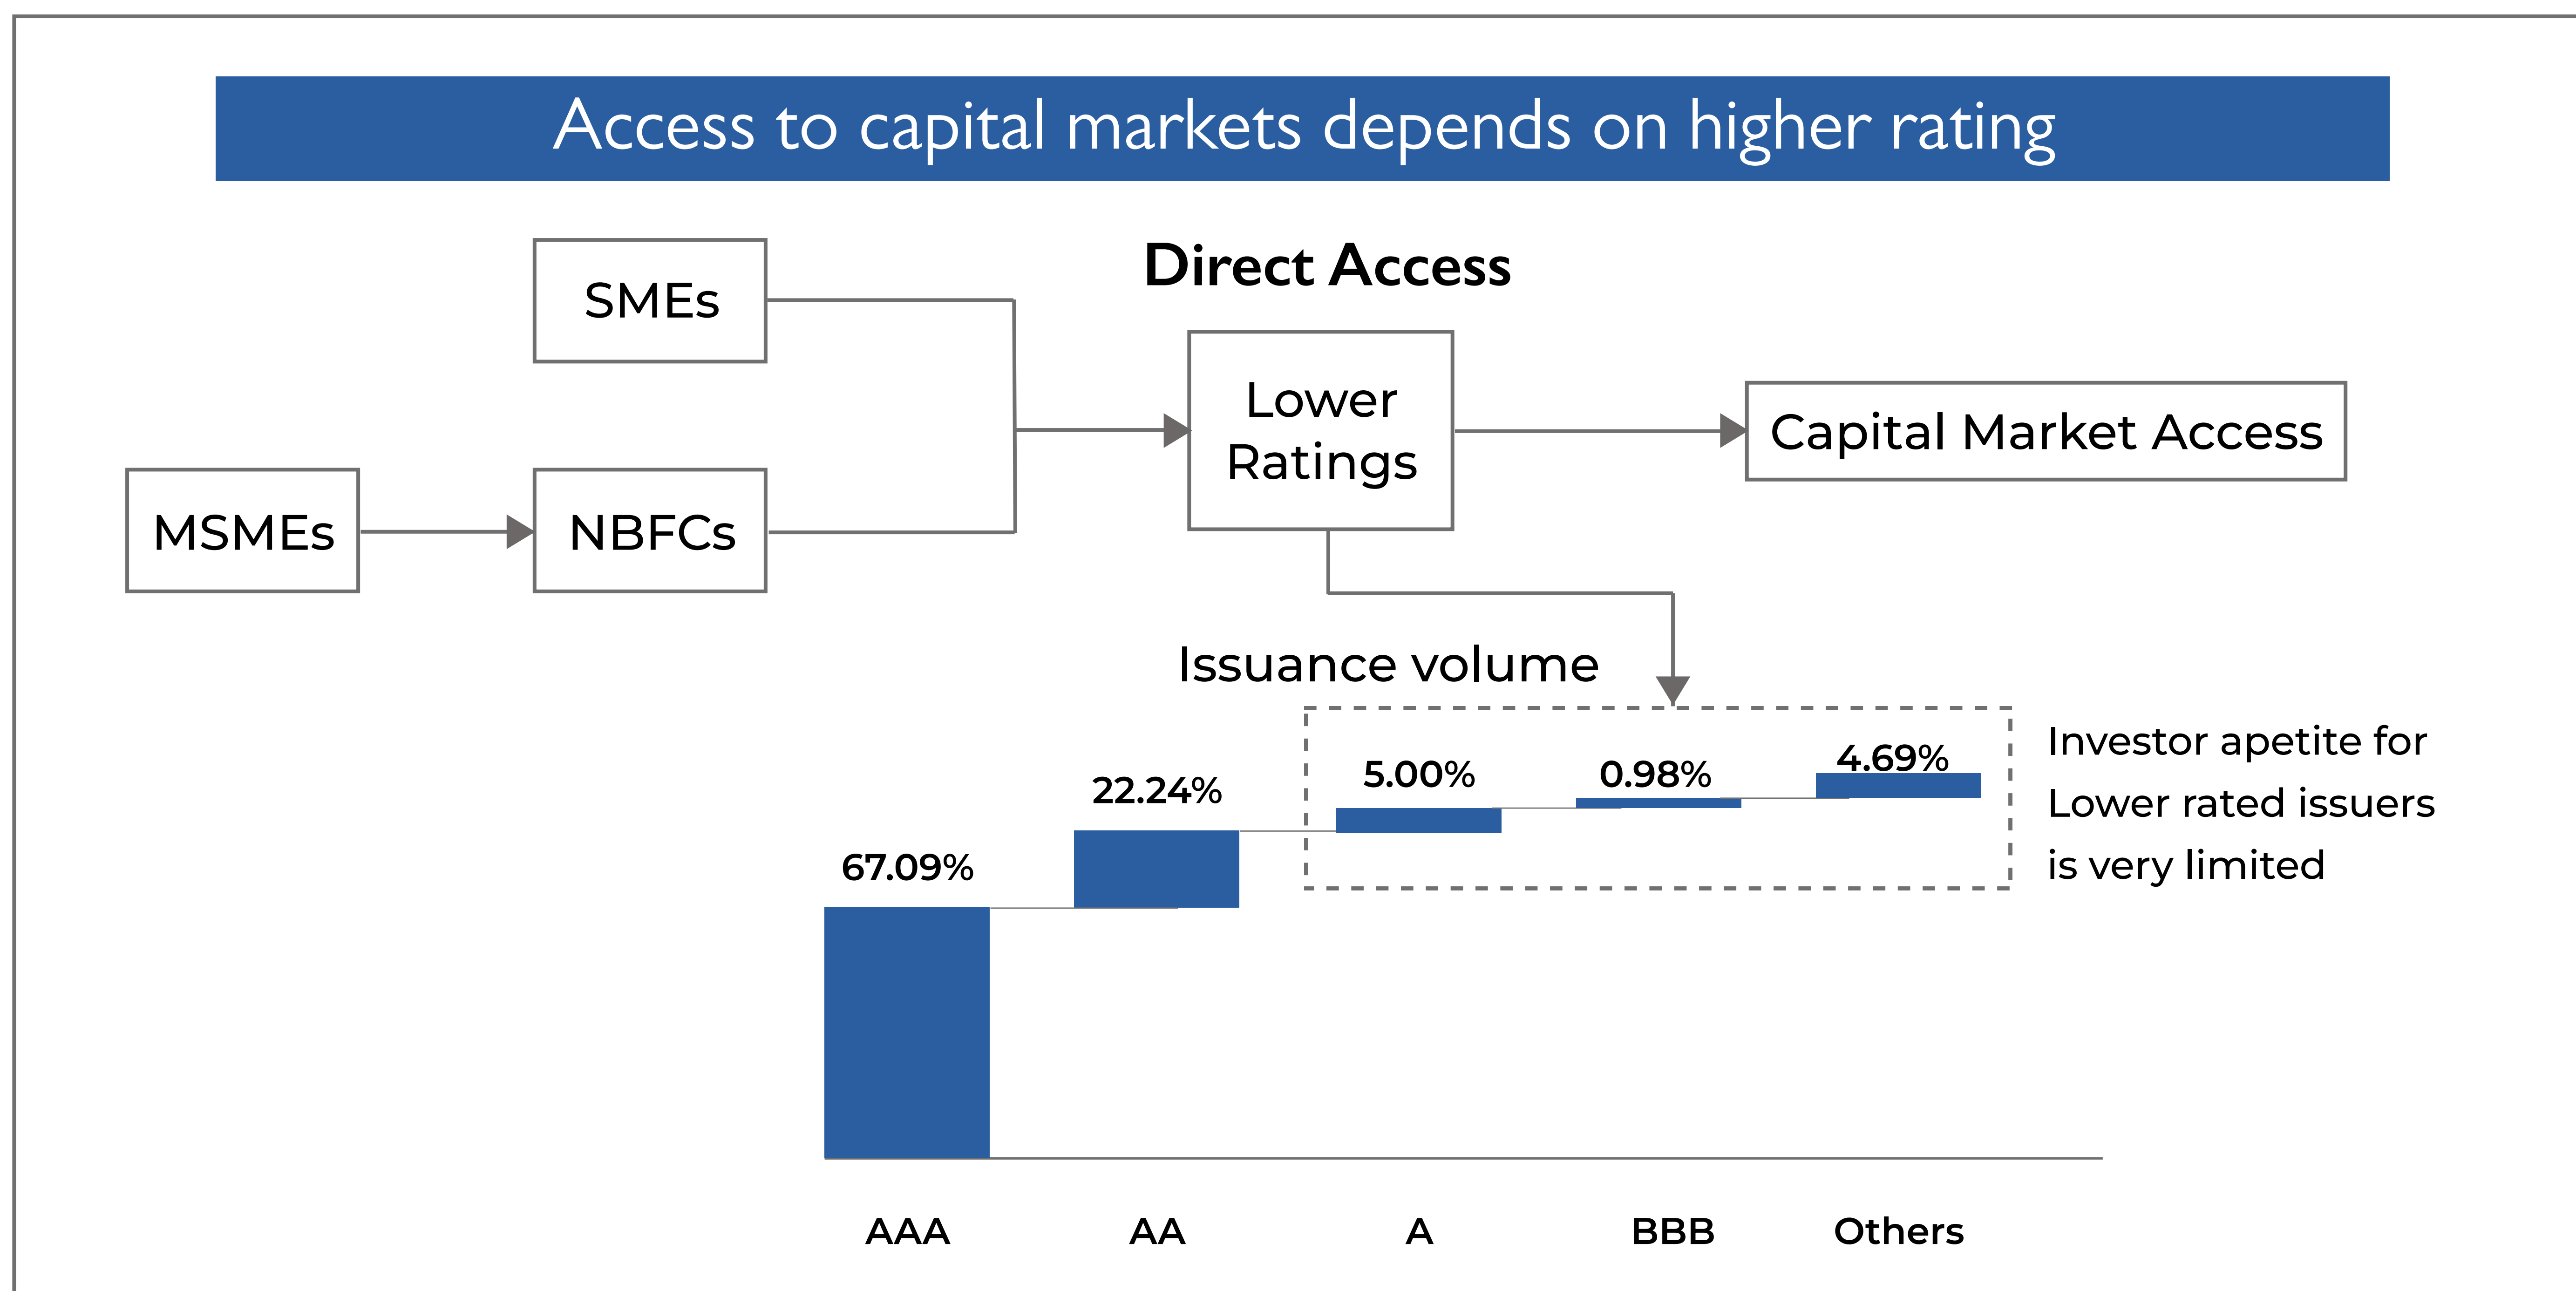 Access to capital markets depends on higher rating
Direct Access
SMEs
MSMEs
NBFCs
Lower
Ratings
Capital Market Access
Issuance volume
67.09%
22.24%
5.00%
0.98%
4.69%
Investor apetite for
Lower rated issuers
is very limited
AAA
AA
A
BBB
Others